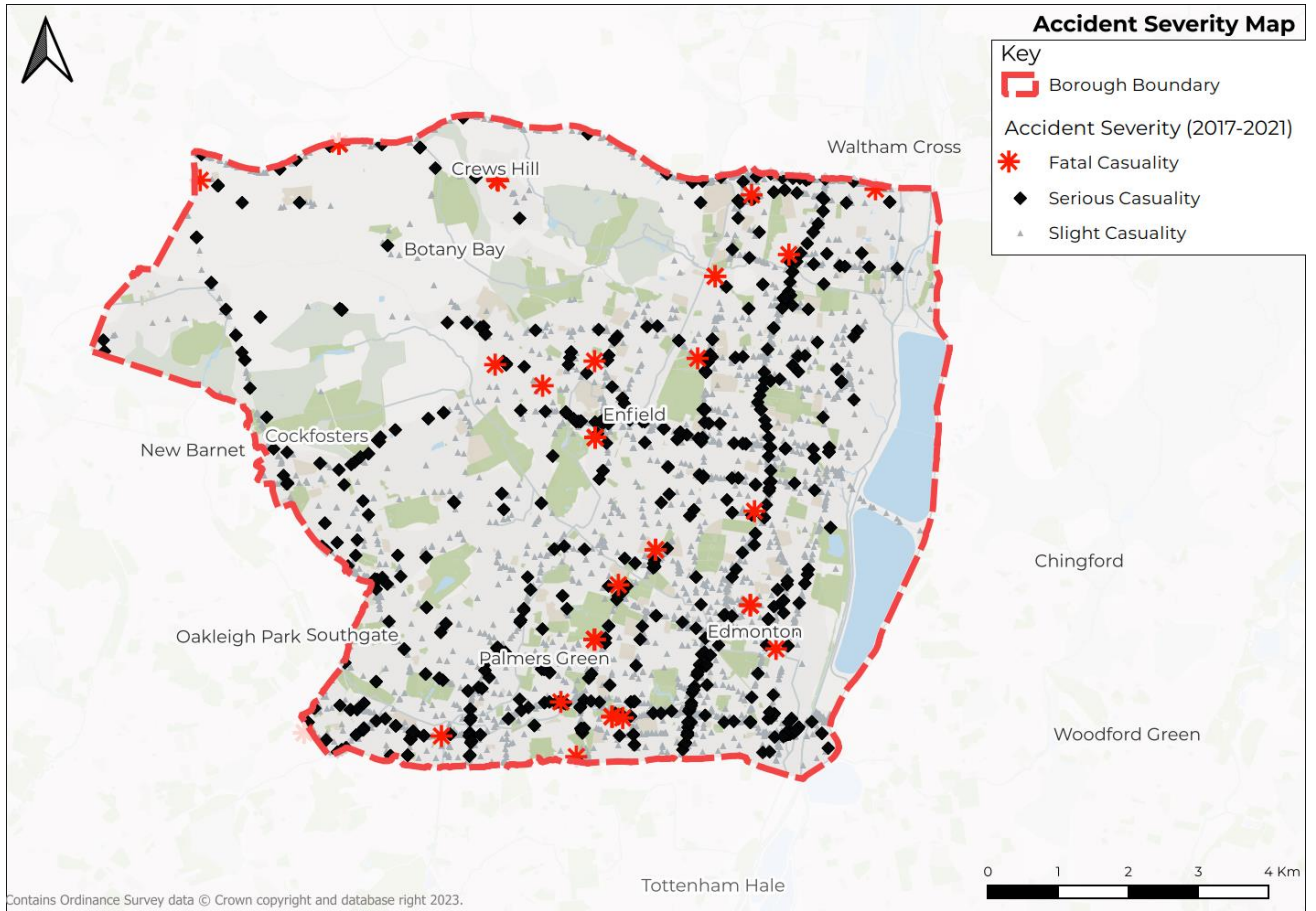 Accident Severity Map
Key
Borough Boundary
Accident Severity (2017-2021)
Fatal Casuality
Serious Casuality
Slight Casuality
Waltham Cross
Crews Hill
Botany Bay
Enfield
New Barnet
Cockfosters
Chingford
Oakleigh Park
Southgate
Edmonton
Palmers Green
Woodford Green
Tottenham Hale
0 1 2 3 4 Km
Contains Ordinance Survey data © Crown copyright and database right 2023.